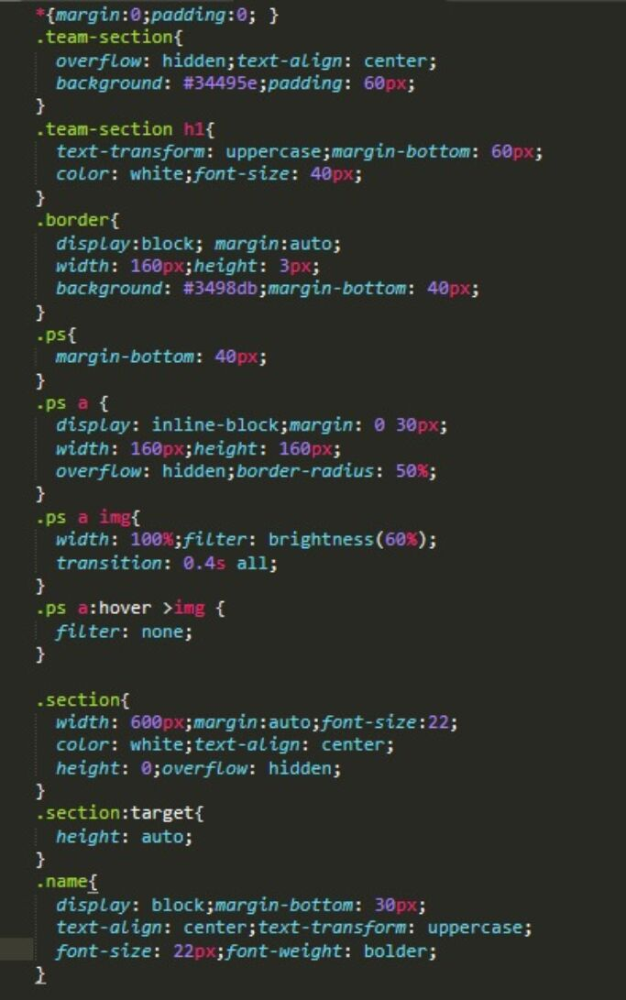 *{margin:0;padding:0; }
.team-section{
overflow: hidden;text-align: center;
background: #34495e;padding: 60px;
}
.team-section h1{
text-transform: uppercase;margin-bottom: 60px;
color: white;font-size: 40px;
}
.border{
display:block; margin:auto;
width: 160px;height: 3px;
background: #3498db;margin-bottom: 40px;
}
.ps{
margin-bottom: 40px;
}
.ps a {
display: inline-block;margin: 0 30px;
width: 160px;height: 160px;
overflow: hidden;border-radius: 50%;
}
.ps a img{
width: 100%;filter: brightness(60%);
transition: 0.4s all;
}
.ps a:hover >img {
filter: none;
}
.section{
width: 600px;margin:auto;font-size:22;
color: white;text-align: center;
height: 0;overflow: hidden;
}
.section:target{
height: auto;
}
.name{
display: block;margin-bottom: 30px;
text-align: center;text-transform: uppercase;
font-size: 22px;font-weight: bolder;
}